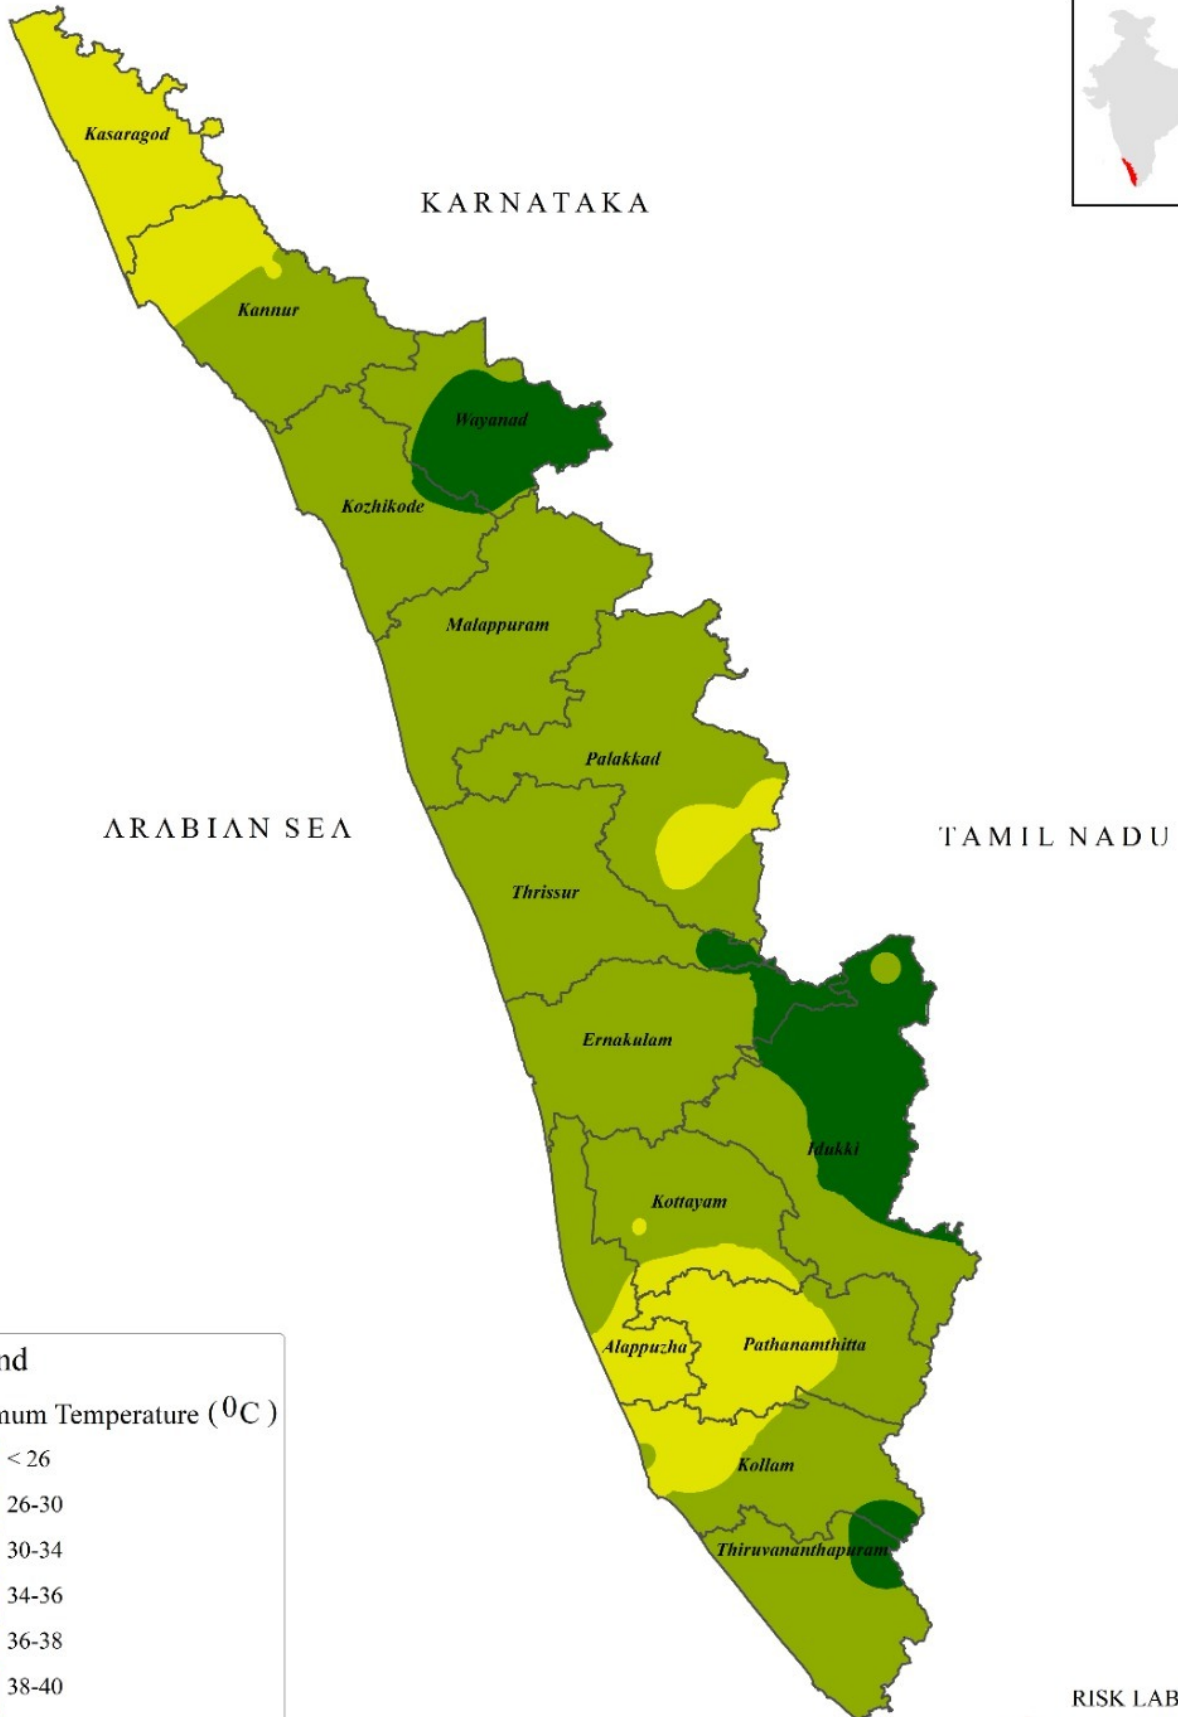 Kasaragod
KARNATAKA
Kannur
Wayanad
Kozhikode
Malappuram
Palakkad
ARABIAN SEA
TAMIL NADU
Thrissur
Ernakulam
Idukki
Kottayam
Alappuzha
Pathanamthitta
Kollam
Thiruvananthapuram
nd
num Temperature (⁰C )
< 26
26-30
30-34
34-36
36-38
38-40
RISK LAB